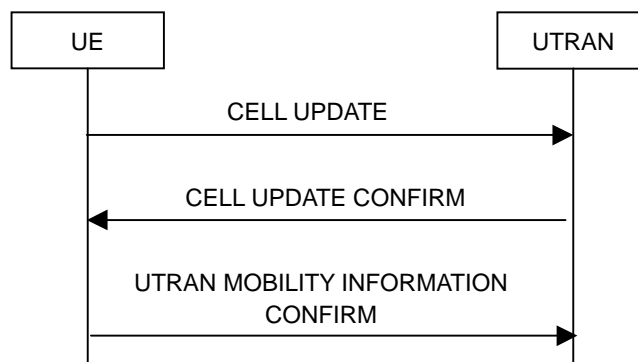 UE
UTRAN
CELL UPDATE
CELL UPDATE CONFIRM
UTRAN MOBILITY INFORMATION
CONFIRM